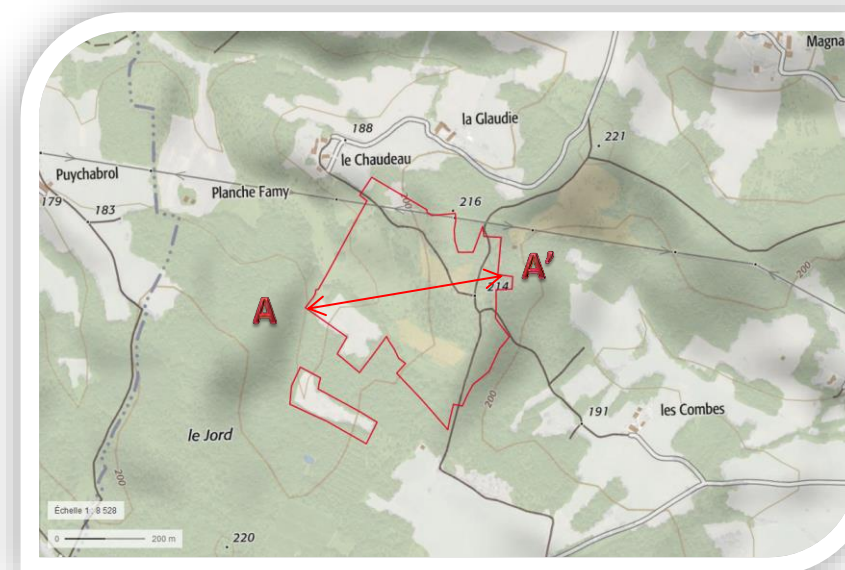 Magna
188
la Glaudie
221
le Chaudeau
Puychabrol
Planche Famy
200
216
179
183
A'
200
214
A
200
191
les Combes
le Jord
200
Échelle 1 : 8 528
0 200 m
220